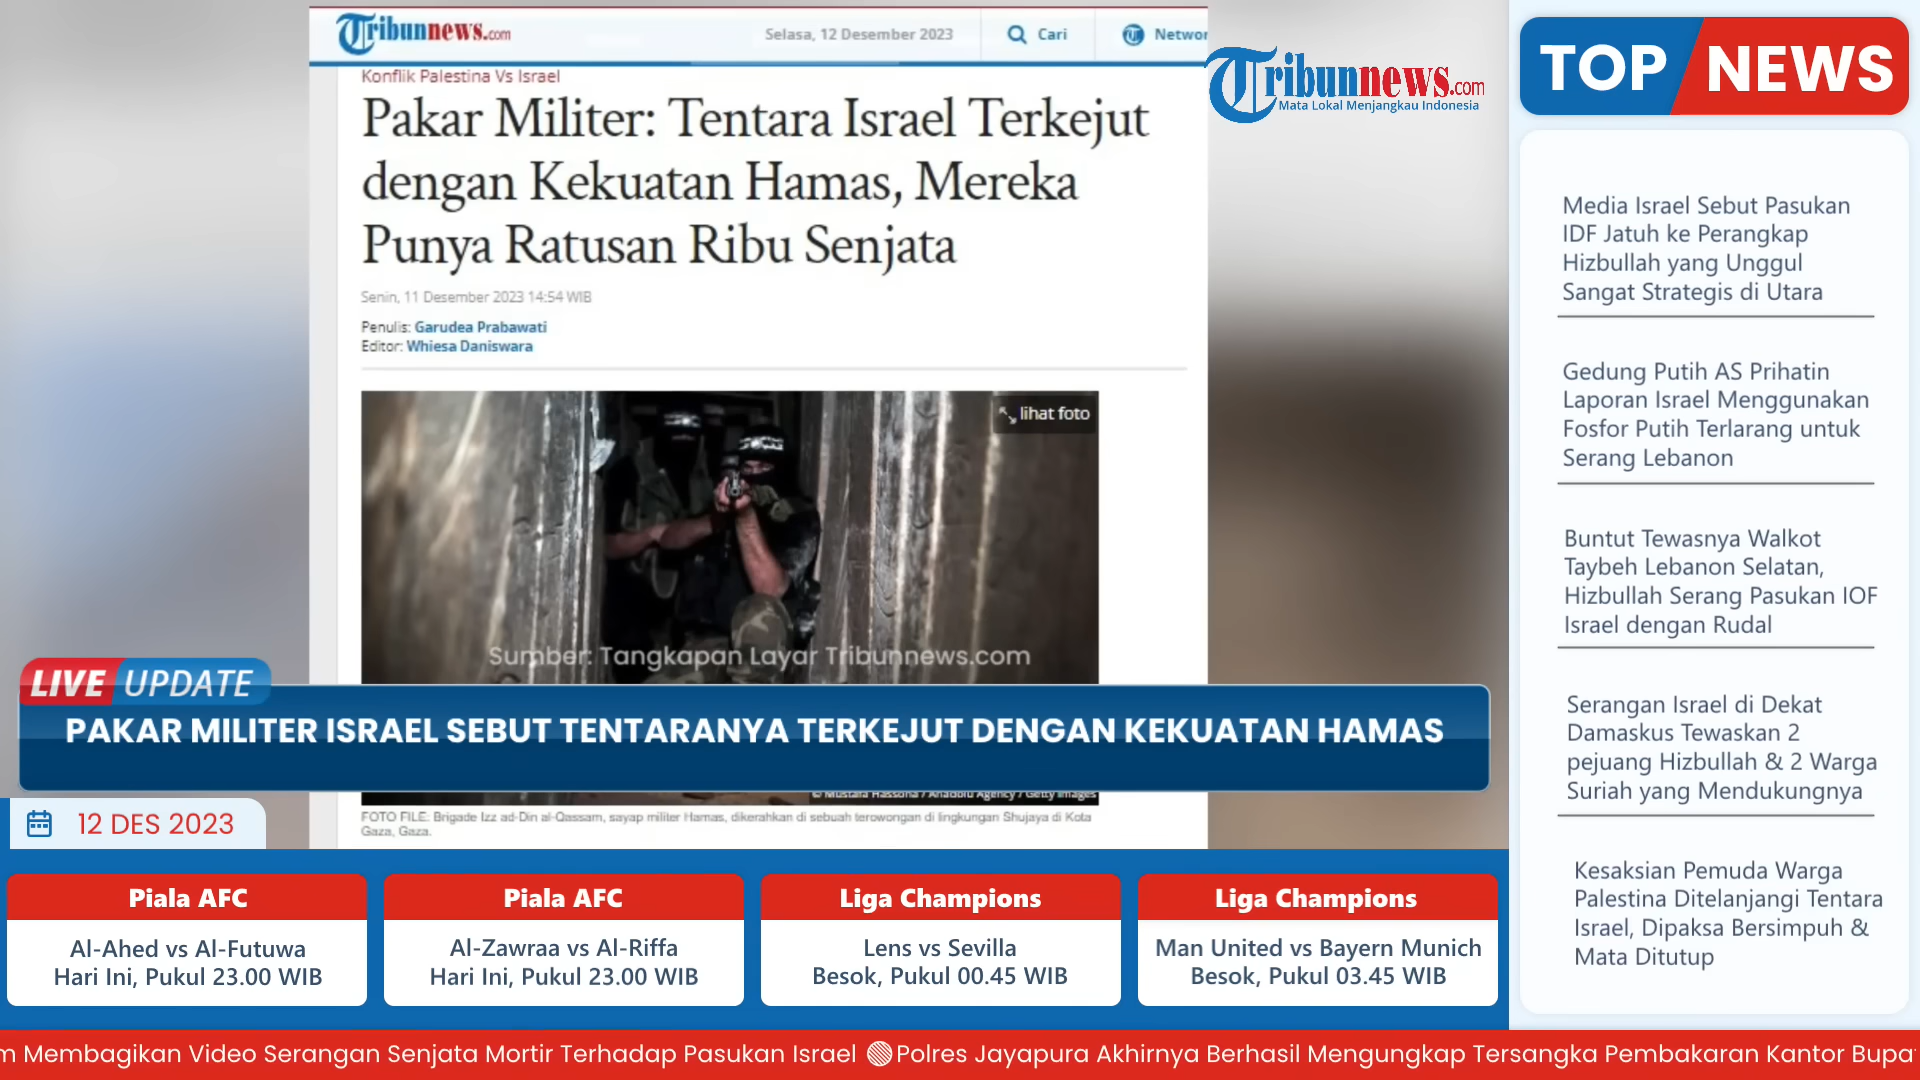 Tribunnews.com
Selasa, 12 Desember 2023
Cari
Networ
Konflik Palestina Vs Israel
Pakar Militer: Tentara Israel Terkejut
dengan Kekuatan Hamas, Mereka
Punya Ratusan Ribu Senjata
Senin, 11 Desember 2023 14:54 WIB
Penulis: Garudea Prabawati
Editor: Whiesa Daniswara
lihat foto
Sumber: Tangkapan Layar Tribunnews.com
Tribunnews.com
Mata Lokal Menjangkau Indonesia
LIVE UPDATE
PAKAR MILITER ISRAEL SEBUT TENTARANYA TERKEJUT DENGAN KEKUATAN HAMAS
© Mustafa Hassona / Anadolu Agency / Getty Images
FOTO FILE: Brigade Izz ad-Din al-Qassam, sayap militer Hamas, dikerahkan di sebuah terowongan di lingkungan Shujaya di Kota
Gaza, Gaza.
12 DES 2023
Piala AFC
Al-Ahed vs Al-Futuwa
Hari Ini, Pukul 23.00 WIB
Piala AFC
Al-Zawraa vs Al-Riffa
Hari Ini, Pukul 23.00 WIB
Liga Champions
Lens vs Sevilla
Besok, Pukul 00.45 WIB
Liga Champions
Man United vs Bayern Munich
Besok, Pukul 03.45 WIB
TOP NEWS
Media Israel Sebut Pasukan
IDF Jatuh ke Perangkap
Hizbullah yang Unggul
Sangat Strategis di Utara
Gedung Putih AS Prihatin
Laporan Israel Menggunakan
Fosfor Putih Terlarang untuk
Serang Lebanon
Buntut Tewasnya Walkot
Taybeh Lebanon Selatan,
Hizbullah Serang Pasukan IOF
Israel dengan Rudal
Serangan Israel di Dekat
Damaskus Tewaskan 2
pejuang Hizbullah & 2 Warga
Suriah yang Mendukungnya
Kesaksian Pemuda Warga
Palestina Ditelanjangi Tentara
Israel, Dipaksa Bersimpuh &
Mata Ditutup
m Membagikan Video Serangan Senjata Mortir Terhadap Pasukan Israel Polres Jayapura Akhirnya Berhasil Mengungkap Tersangka Pembakaran Kantor Bupa